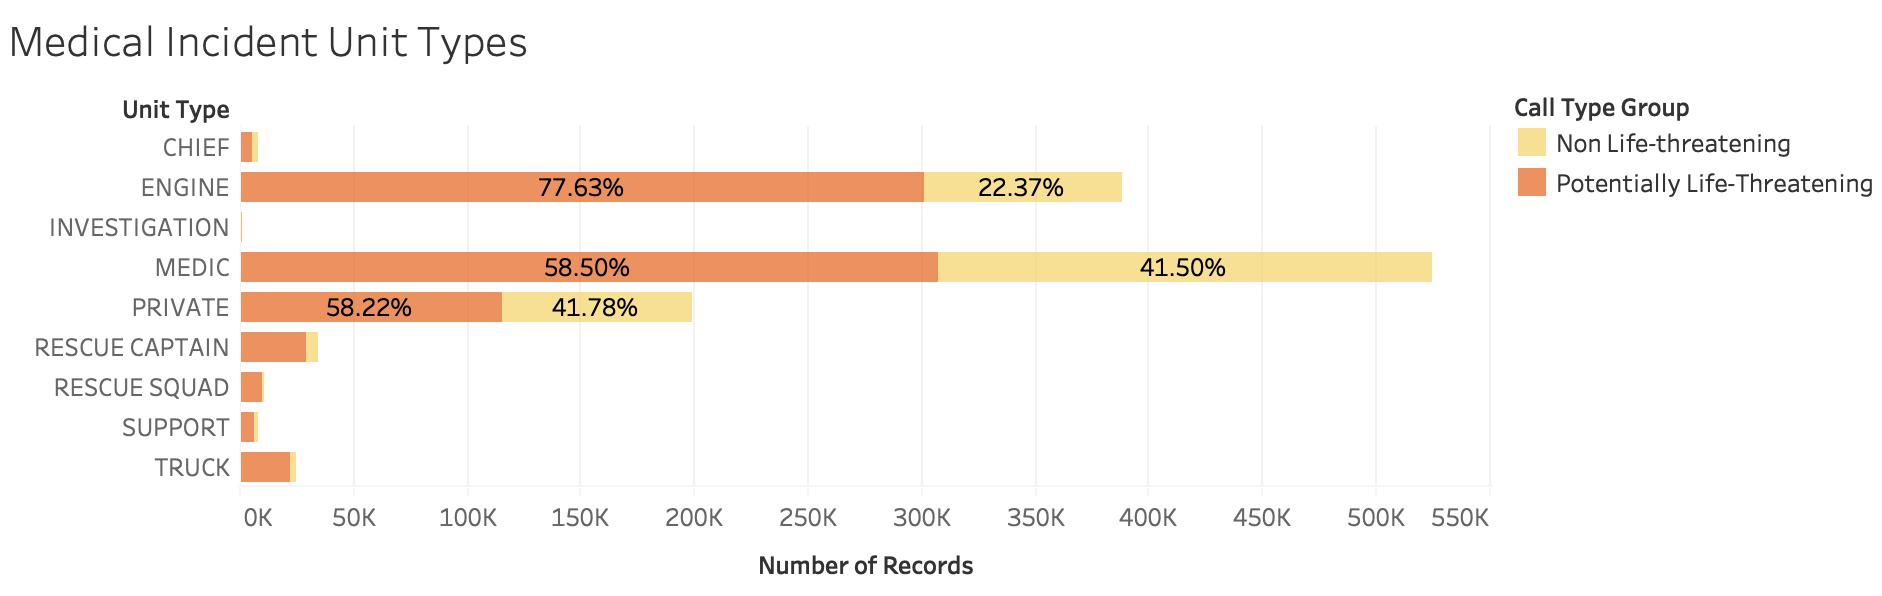 Medical Incident Unit Types
Unit Type
Call Type Group
CHIEF
Non Life-threatening
ENGINE 77.63% 22.37%
Potentially Life-Threatening
INVESTIGATION
MEDIC 58.50% 41.50%
PRIVATE 58.22% 41.78%
RESCUE CAPTAIN
RESCUE SQUAD
SUPPORT
TRUCK
0K 50K 100K 150K 200K 250K 300K 350K 400K 450K 500K 550K
Number of Records